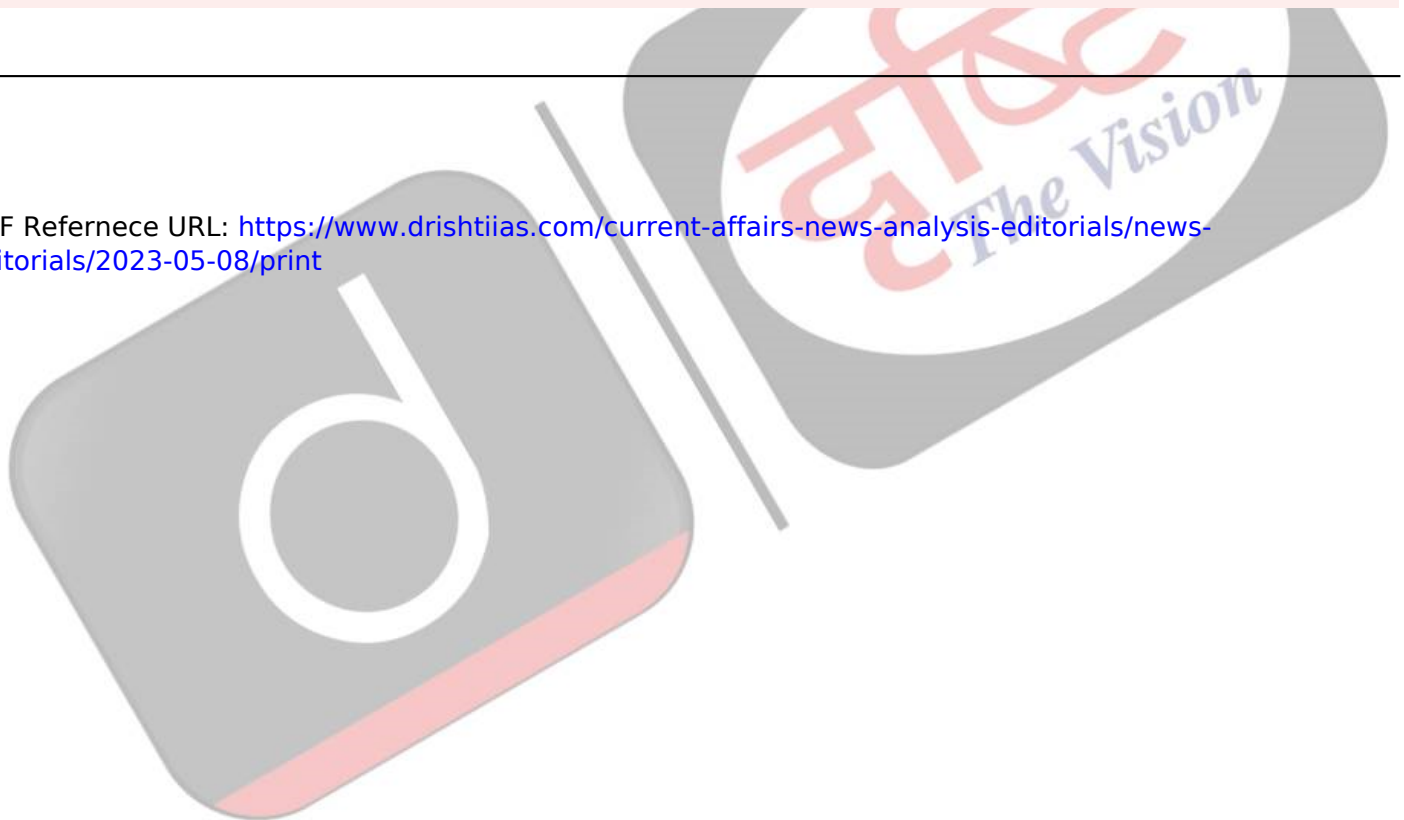 दृष्टि
The Vision
F Refernece URL: https://www.drishtiias.com/current-affairs-news-analysis-editorials/news-
itorials/2023-05-08/print
d